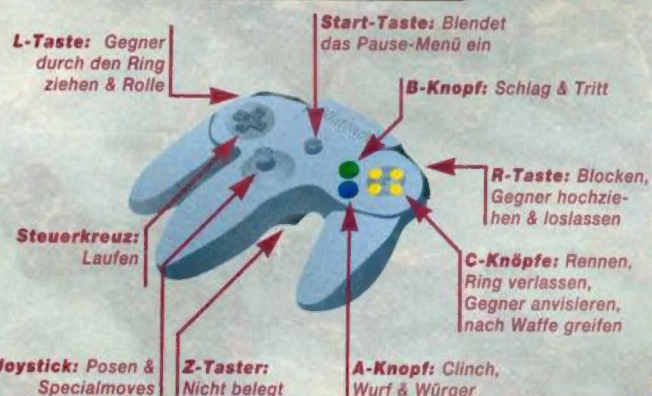 L-Taste: Gegner
durch den Ring
ziehen & Rolle
Start-Taste: Blendet
das Pause-Menü ein
B-Knopf: Schlag & Tritt
R-Taste: Blocken,
Gegner hochzie-
hen & loslassen
Steuerkreuz:
Laufen
C-Knöpfe: Rennen,
Ring verlassen,
Gegner anvisieren,
nach Waffe greifen
Joystick: Posen &
Specialmoves
Z-Taster:
Nicht belegt
A-Knopf: Clinch,
Wurf & Würger